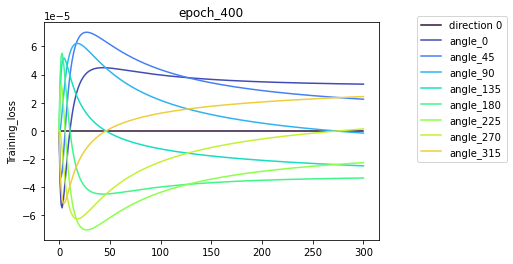 epoch_400
1e−5
6
4
2
0
−2
−4
−6
Training_loss
0
50
100
150
200
250
300
direction 0
angle_0
angle_45
angle_90
angle_135
angle_180
angle_225
angle_270
angle_315